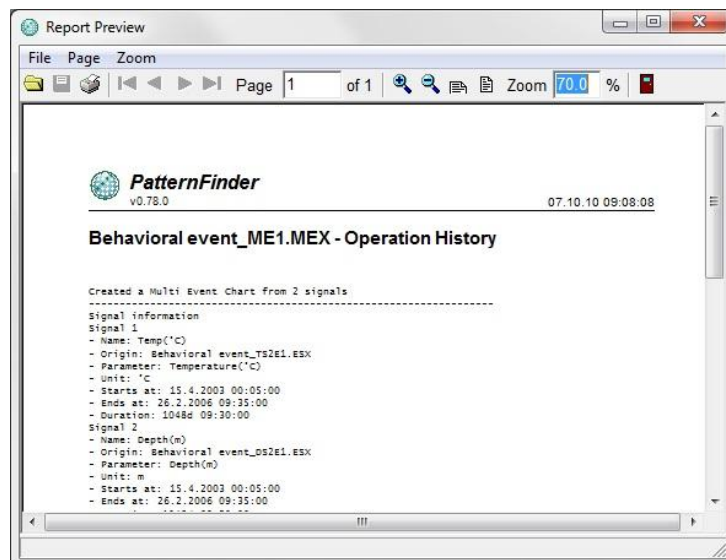 Report Preview
File Page Zoom
Page 1 of 1 Zoom 70.0 %
PatternFinder
v0.78.0
07.10.10 09:08:08
Behavioral event_ME1.MEX - Operation History
Created a Multi Event Chart from 2 signals
--------------------------------------------------------------------
Signal information
Signal 1
- Name: Temp(°C)
- Origin: Behavioral event_TS2E1.ESX
- Parameter: Temperature(°C)
- Unit: °C
- Starts at: 15.4.2003 00:05:00
- Ends at: 26.2.2006 09:35:00
- Duration: 1048d 09:30:00
Signal 2
- Name: Depth(m)
- Origin: Behavioral event_DS2E1.ESX
- Parameter: Depth(m)
- Unit: m
- Starts at: 15.4.2003 00:05:00
- Ends at: 26.2.2006 09:35:00